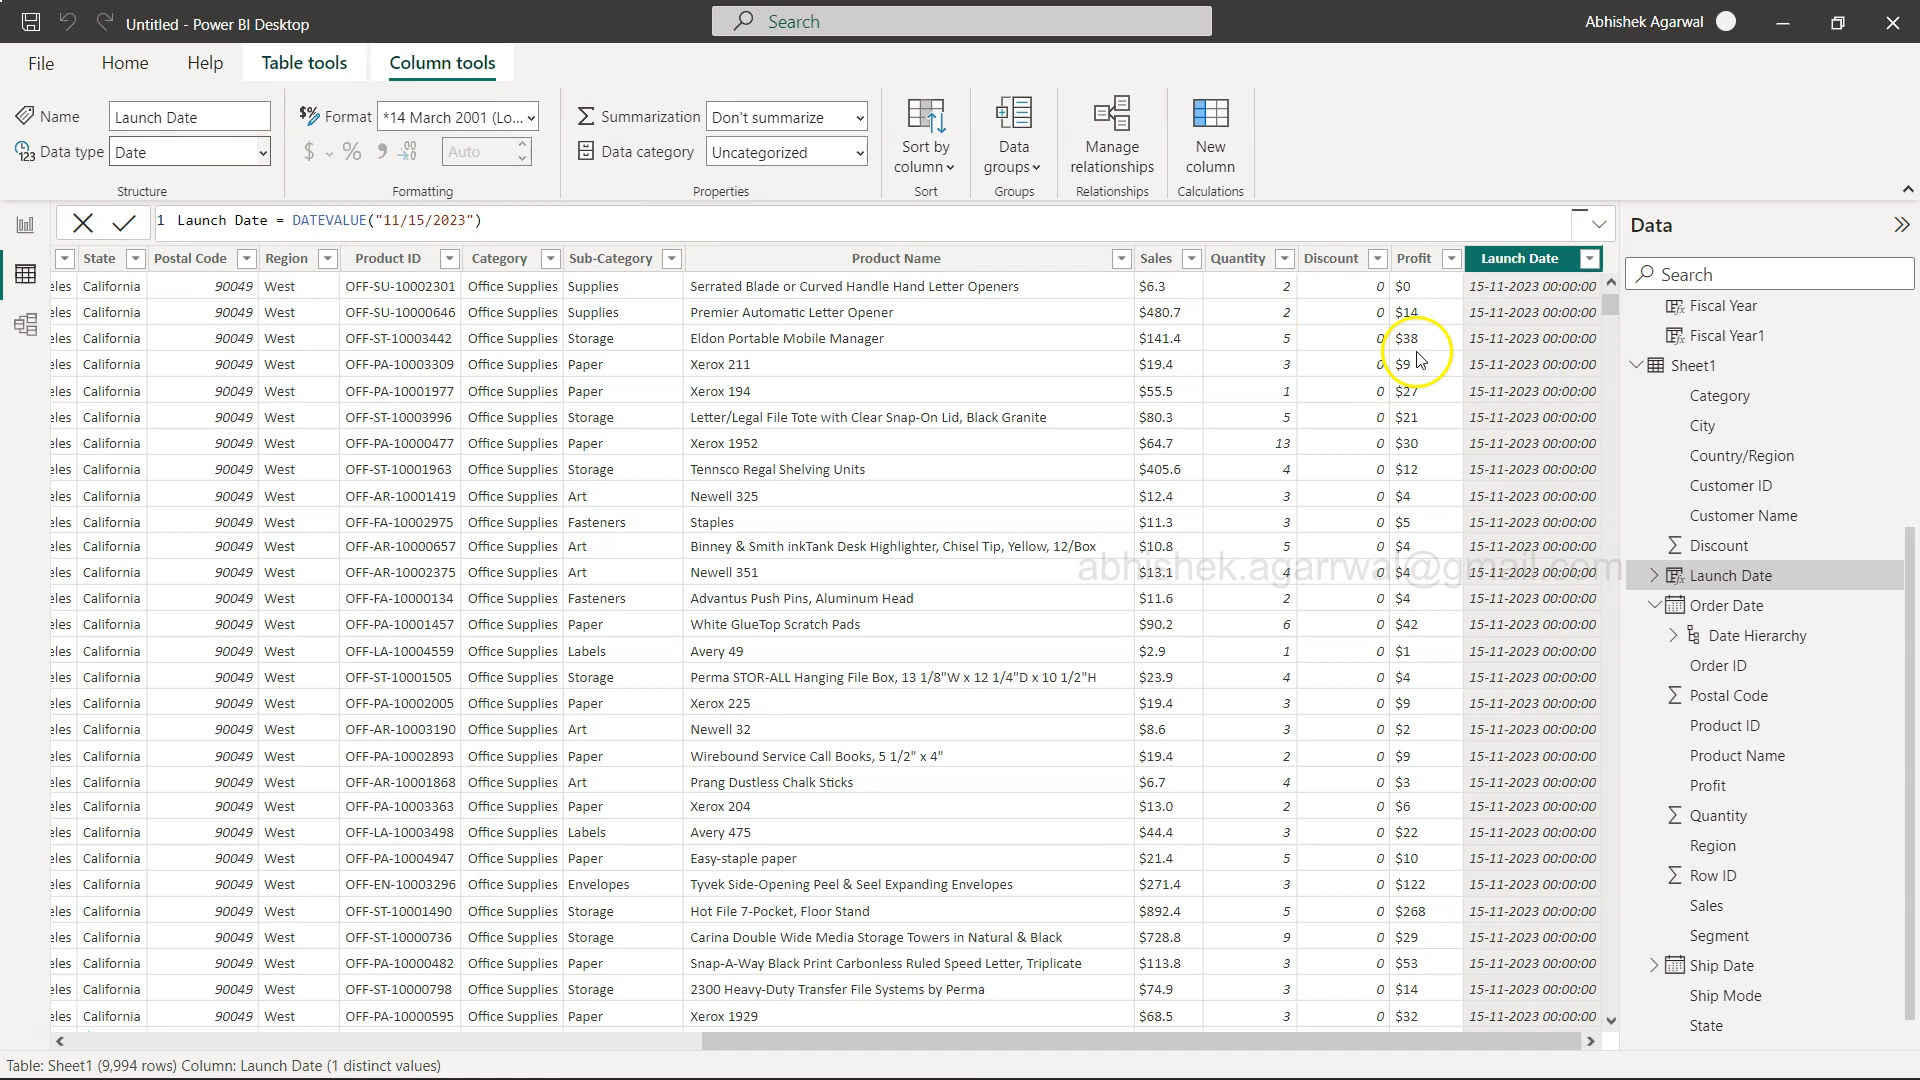 Untitled - Power BI Desktop
Search
Abhishek Agarwal
File Home Help Table tools Column tools
Name Launch Date
Data type Date
Structure
Format *14 March 2001 (Lo...
$ % Auto
Formatting
Summarization Don't summarize
Data category Uncategorized
Properties
Sort by column
Sort
Data groups
Groups
Manage relationships
Relationships
New column
Calculations
1 Launch Date = DATEVALUE("11/15/2023")
State Postal Code Region Product ID Category Sub-Category Product Name Sales Quantity Discount Profit Launch Date
eles California 90049 West OFF-SU-10002301 Office Supplies Supplies Serrated Blade or Curved Handle Hand Letter Openers $6.3 2 0 $0 15-11-2023 00:00:00
eles California 90049 West OFF-SU-10000646 Office Supplies Supplies Premier Automatic Letter Opener $480.7 2 0 $14 15-11-2023 00:00:00
eles California 90049 West OFF-ST-10003442 Office Supplies Storage Eldon Portable Mobile Manager $141.4 5 0 $38 15-11-2023 00:00:00
eles California 90049 West OFF-PA-10003309 Office Supplies Paper Xerox 211 $19.4 3 0 $9 15-11-2023 00:00:00
eles California 90049 West OFF-PA-10001977 Office Supplies Paper Xerox 194 $55.5 1 0 $27 15-11-2023 00:00:00
eles California 90049 West OFF-ST-10003996 Office Supplies Storage Letter/Legal File Tote with Clear Snap-On Lid, Black Granite $80.3 5 0 $21 15-11-2023 00:00:00
eles California 90049 West OFF-PA-10000477 Office Supplies Paper Xerox 1952 $64.7 13 0 $30 15-11-2023 00:00:00
eles California 90049 West OFF-ST-10001963 Office Supplies Storage Tennsco Regal Shelving Units $405.6 4 0 $12 15-11-2023 00:00:00
eles California 90049 West OFF-AR-10001419 Office Supplies Art Newell 325 $12.4 3 0 $4 15-11-2023 00:00:00
eles California 90049 West OFF-FA-10002975 Office Supplies Fasteners Staples $11.3 3 0 $5 15-11-2023 00:00:00
eles California 90049 West OFF-AR-10000657 Office Supplies Art Binney & Smith inkTank Desk Highlighter, Chisel Tip, Yellow, 12/Box $10.8 5 0 $4 15-11-2023 00:00:00
eles California 90049 West OFF-AR-10002375 Office Supplies Art Newell 351 $13.1 4 0 $4 15-11-2023 00:00:00
abhishek.agarrwal@gmail.com
eles California 90049 West OFF-FA-10000134 Office Supplies Fasteners Advantus Push Pins, Aluminum Head $11.6 2 0 $4 15-11-2023 00:00:00
eles California 90049 West OFF-PA-10001457 Office Supplies Paper White GlueTop Scratch Pads $90.2 6 0 $42 15-11-2023 00:00:00
eles California 90049 West OFF-LA-10004559 Office Supplies Labels Avery 49 $2.9 1 0 $1 15-11-2023 00:00:00
eles California 90049 West OFF-ST-10001505 Office Supplies Storage Perma STOR-ALL Hanging File Box, 13 1/8"W x 12 1/4"D x 10 1/2"H $23.9 4 0 $4 15-11-2023 00:00:00
eles California 90049 West OFF-PA-10002005 Office Supplies Paper Xerox 225 $19.4 3 0 $9 15-11-2023 00:00:00
eles California 90049 West OFF-AR-10003190 Office Supplies Art Newell 32 $8.6 3 0 $2 15-11-2023 00:00:00
eles California 90049 West OFF-PA-10002893 Office Supplies Paper Wirebound Service Call Books, 5 1/2" x 4" $19.4 2 0 $9 15-11-2023 00:00:00
eles California 90049 West OFF-AR-10001868 Office Supplies Art Prang Dustless Chalk Sticks $6.7 4 0 $3 15-11-2023 00:00:00
eles California 90049 West OFF-PA-10003363 Office Supplies Paper Xerox 204 $13.0 2 0 $6 15-11-2023 00:00:00
eles California 90049 West OFF-LA-10003498 Office Supplies Labels Avery 475 $44.4 3 0 $22 15-11-2023 00:00:00
eles California 90049 West OFF-PA-10004947 Office Supplies Paper Easy-staple paper $21.4 5 0 $10 15-11-2023 00:00:00
eles California 90049 West OFF-EN-10003296 Office Supplies Envelopes Tyvek Side-Opening Peel & Seel Expanding Envelopes $271.4 3 0 $122 15-11-2023 00:00:00
eles California 90049 West OFF-ST-10001490 Office Supplies Storage Hot File 7-Pocket, Floor Stand $892.4 5 0 $268 15-11-2023 00:00:00
eles California 90049 West OFF-ST-10000736 Office Supplies Storage Carina Double Wide Media Storage Towers in Natural & Black $728.8 9 0 $29 15-11-2023 00:00:00
eles California 90049 West OFF-PA-10000482 Office Supplies Paper Snap-A-Way Black Print Carbonless Ruled Speed Letter, Triplicate $113.8 3 0 $53 15-11-2023 00:00:00
eles California 90049 West OFF-ST-10000798 Office Supplies Storage 2300 Heavy-Duty Transfer File Systems by Perma $74.9 3 0 $14 15-11-2023 00:00:00
eles California 90049 West OFF-PA-10000595 Office Supplies Paper Xerox 1929 $68.5 3 0 $32 15-11-2023 00:00:00
Data
Search
Fiscal Year
Fiscal Year1
Sheet1
Category
City
Country/Region
Customer ID
Customer Name
Discount
Launch Date
Order Date
Date Hierarchy
Order ID
Postal Code
Product ID
Product Name
Profit
Quantity
Region
Row ID
Sales
Segment
Ship Date
Ship Mode
State
Table: Sheet1 (9,994 rows) Column: Launch Date (1 distinct values)